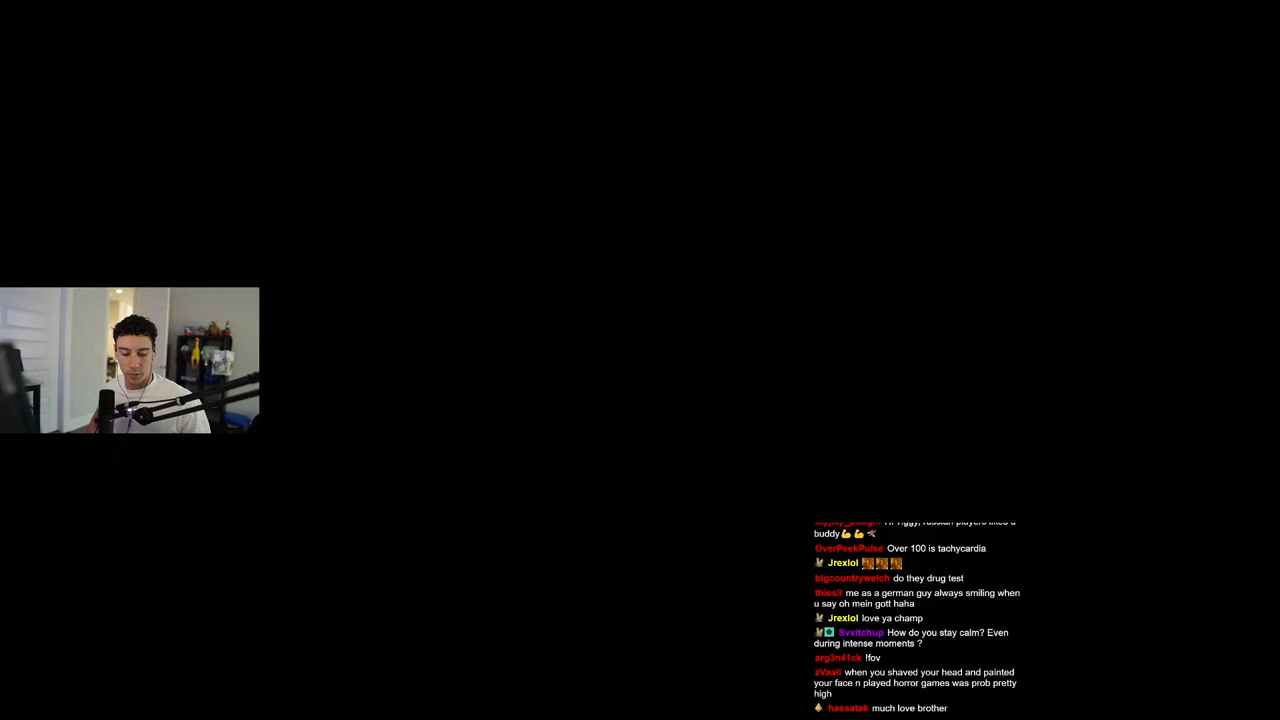 buddy💪💪
OverPeekPulse Over 100 is tachycardia
Jrexlol
bigcountrywelch do they drug test
me as a german guy always smiling when
u say oh mein gott haha
Jrexlol love ya champ
Svvitchup How do you stay calm? Even
during intense moments ?
arg3n41ck !fov
zVaall when you shaved your head and painted
your face n played horror games was prob pretty
high
hassatak much love brother